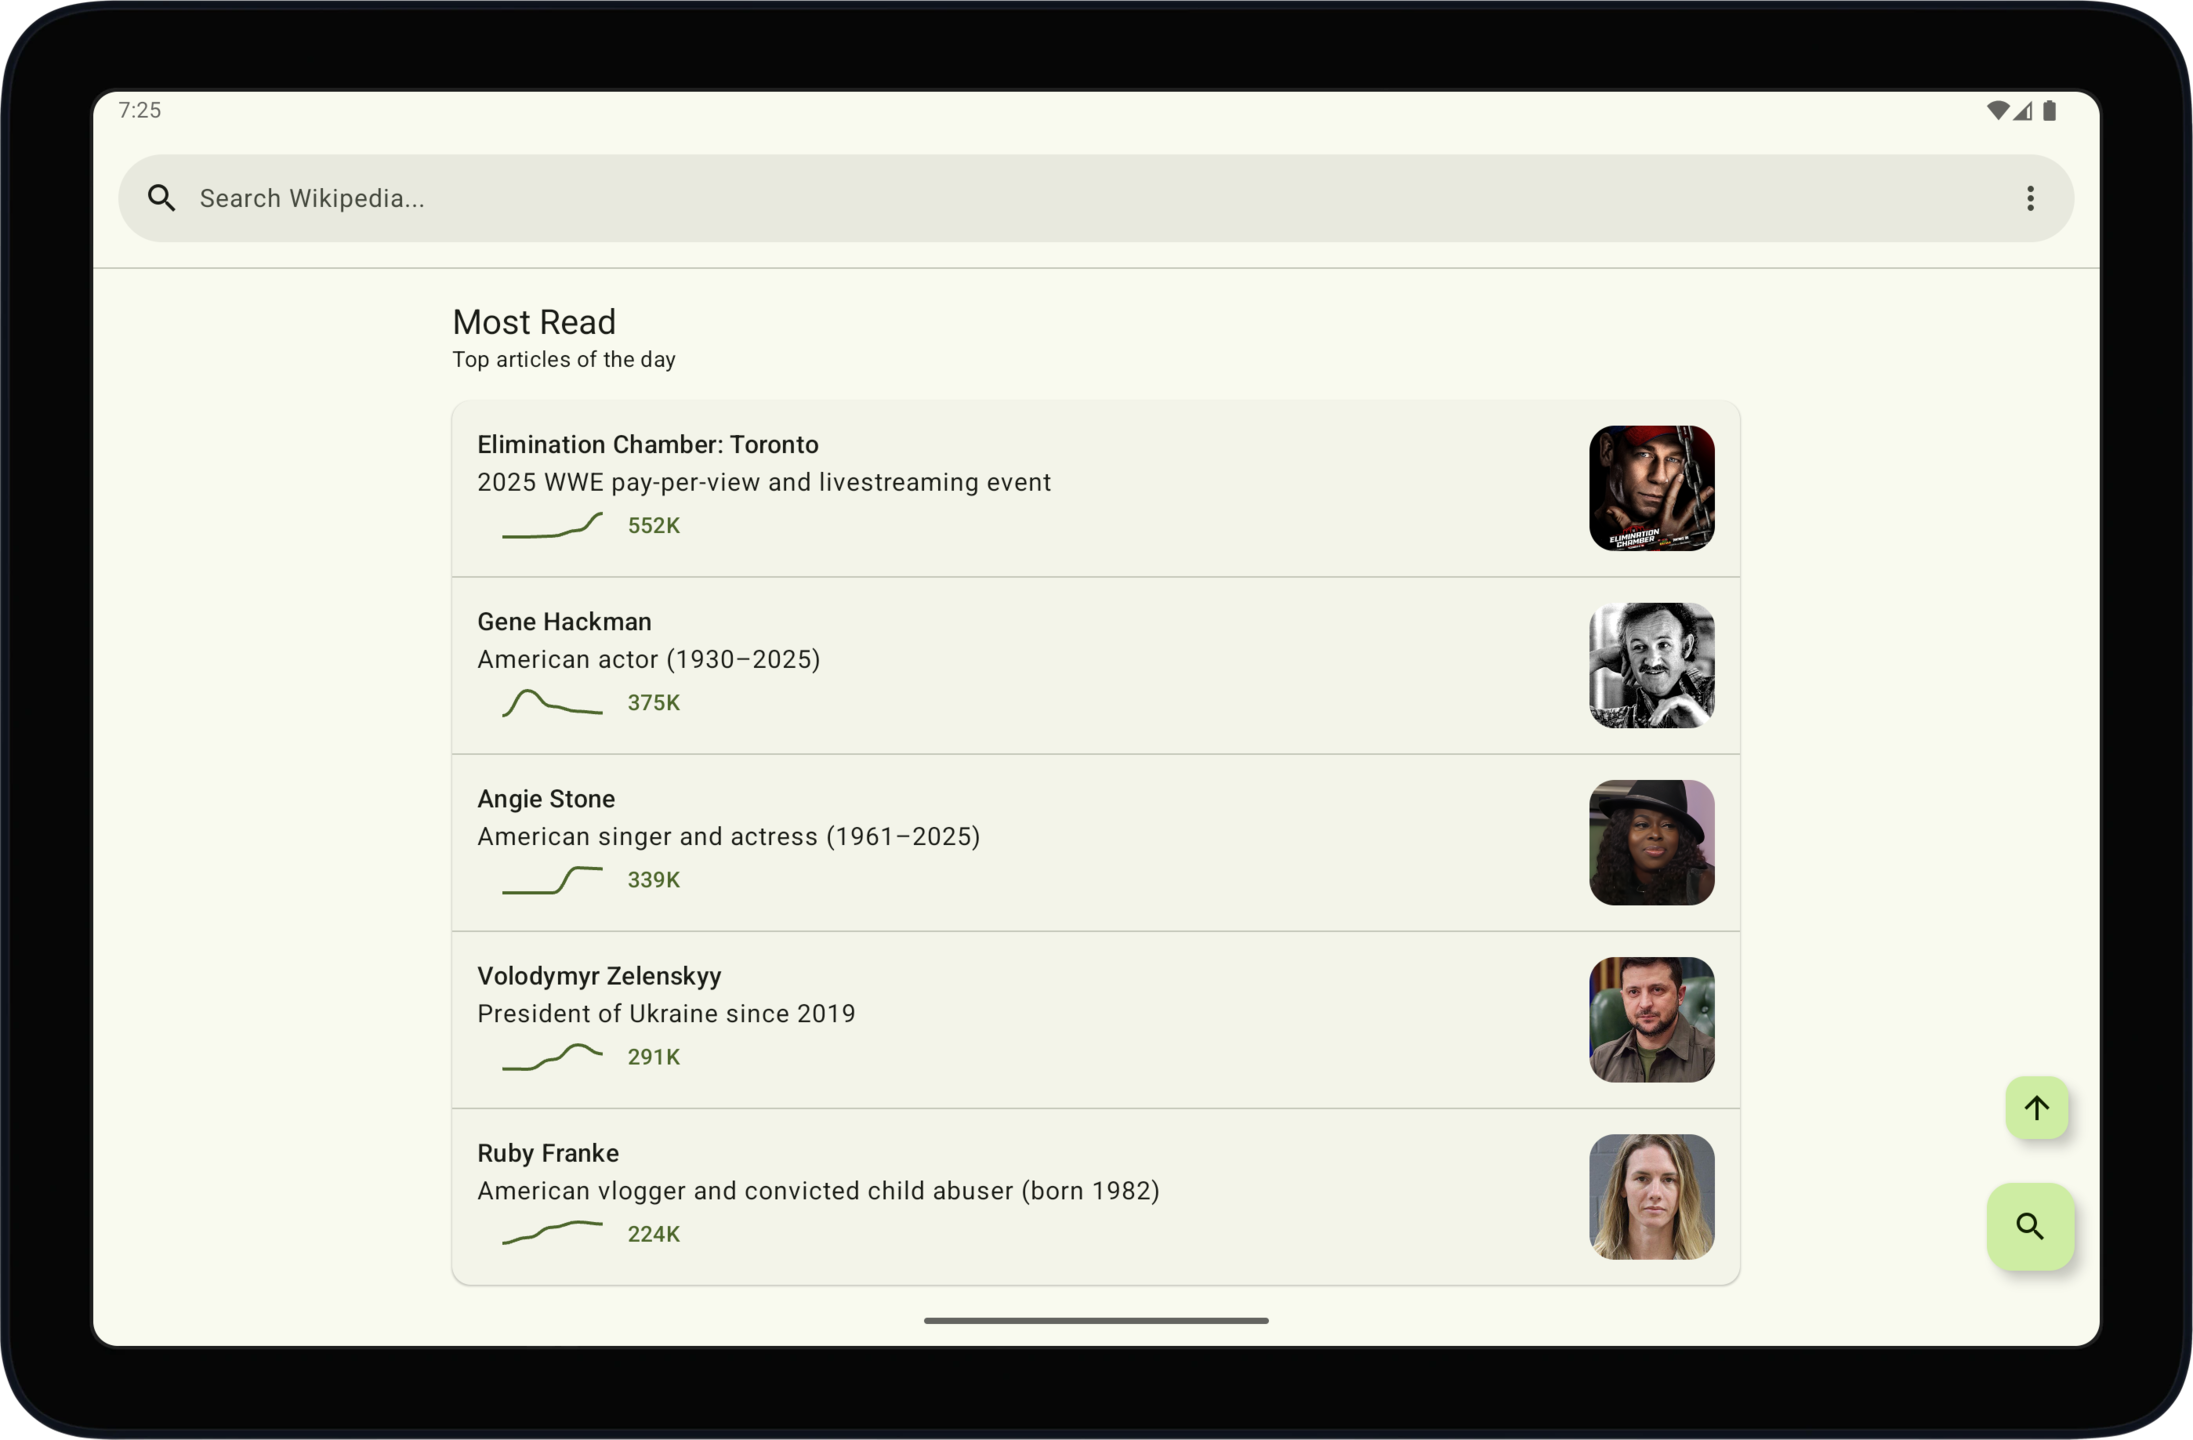 7:25
Search Wikipedia...
Most Read
Top articles of the day
Elimination Chamber: Toronto
2025 WWE pay-per-view and livestreaming event
552K
ELIMINATION
CHAMBER
Gene Hackman
American actor (1930–2025)
375K
Angie Stone
American singer and actress (1961–2025)
339K
Volodymyr Zelenskyy
President of Ukraine since 2019
291K
Ruby Franke
American vlogger and convicted child abuser (born 1982)
224K